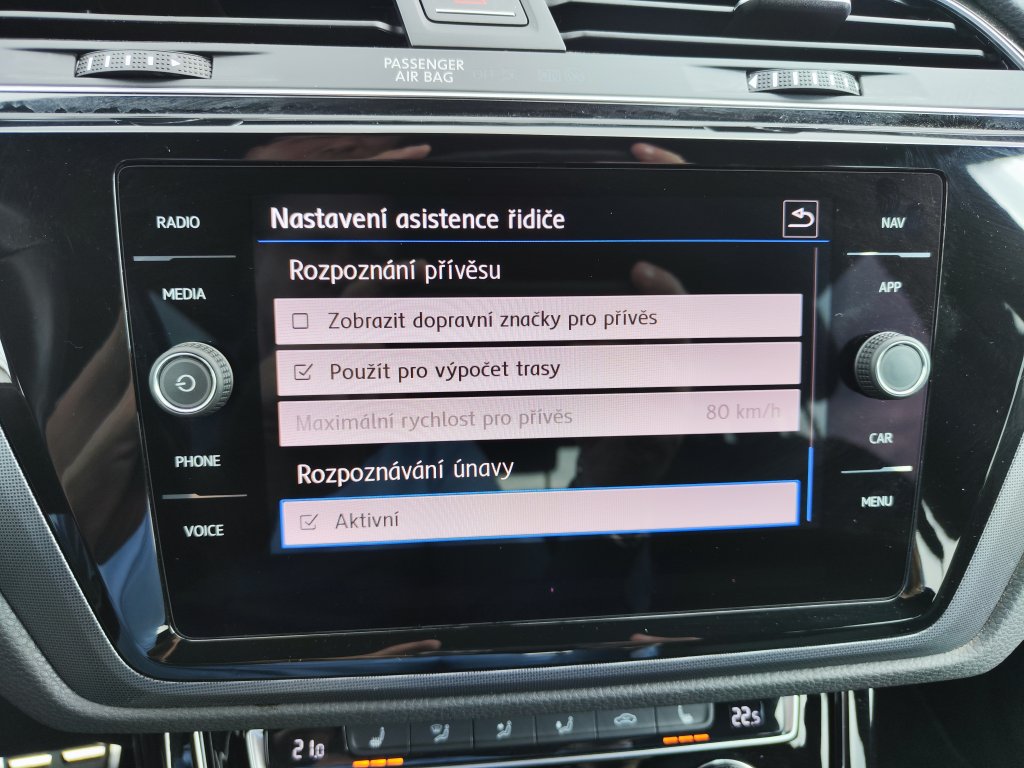 PASSENGER
AIR BAG
RADIO
MEDIA
PHONE
VOICE
Nastavení asistence řidiče
Rozpoznání přívěsu
Zobrazit dopravní značky pro přívěs
Použít pro výpočet trasy
Maximální rychlost pro přívěs 80 km/h
Rozpoznávání únavy
Aktivní
NAV
APP
CAR
MENU
21.0
22.5